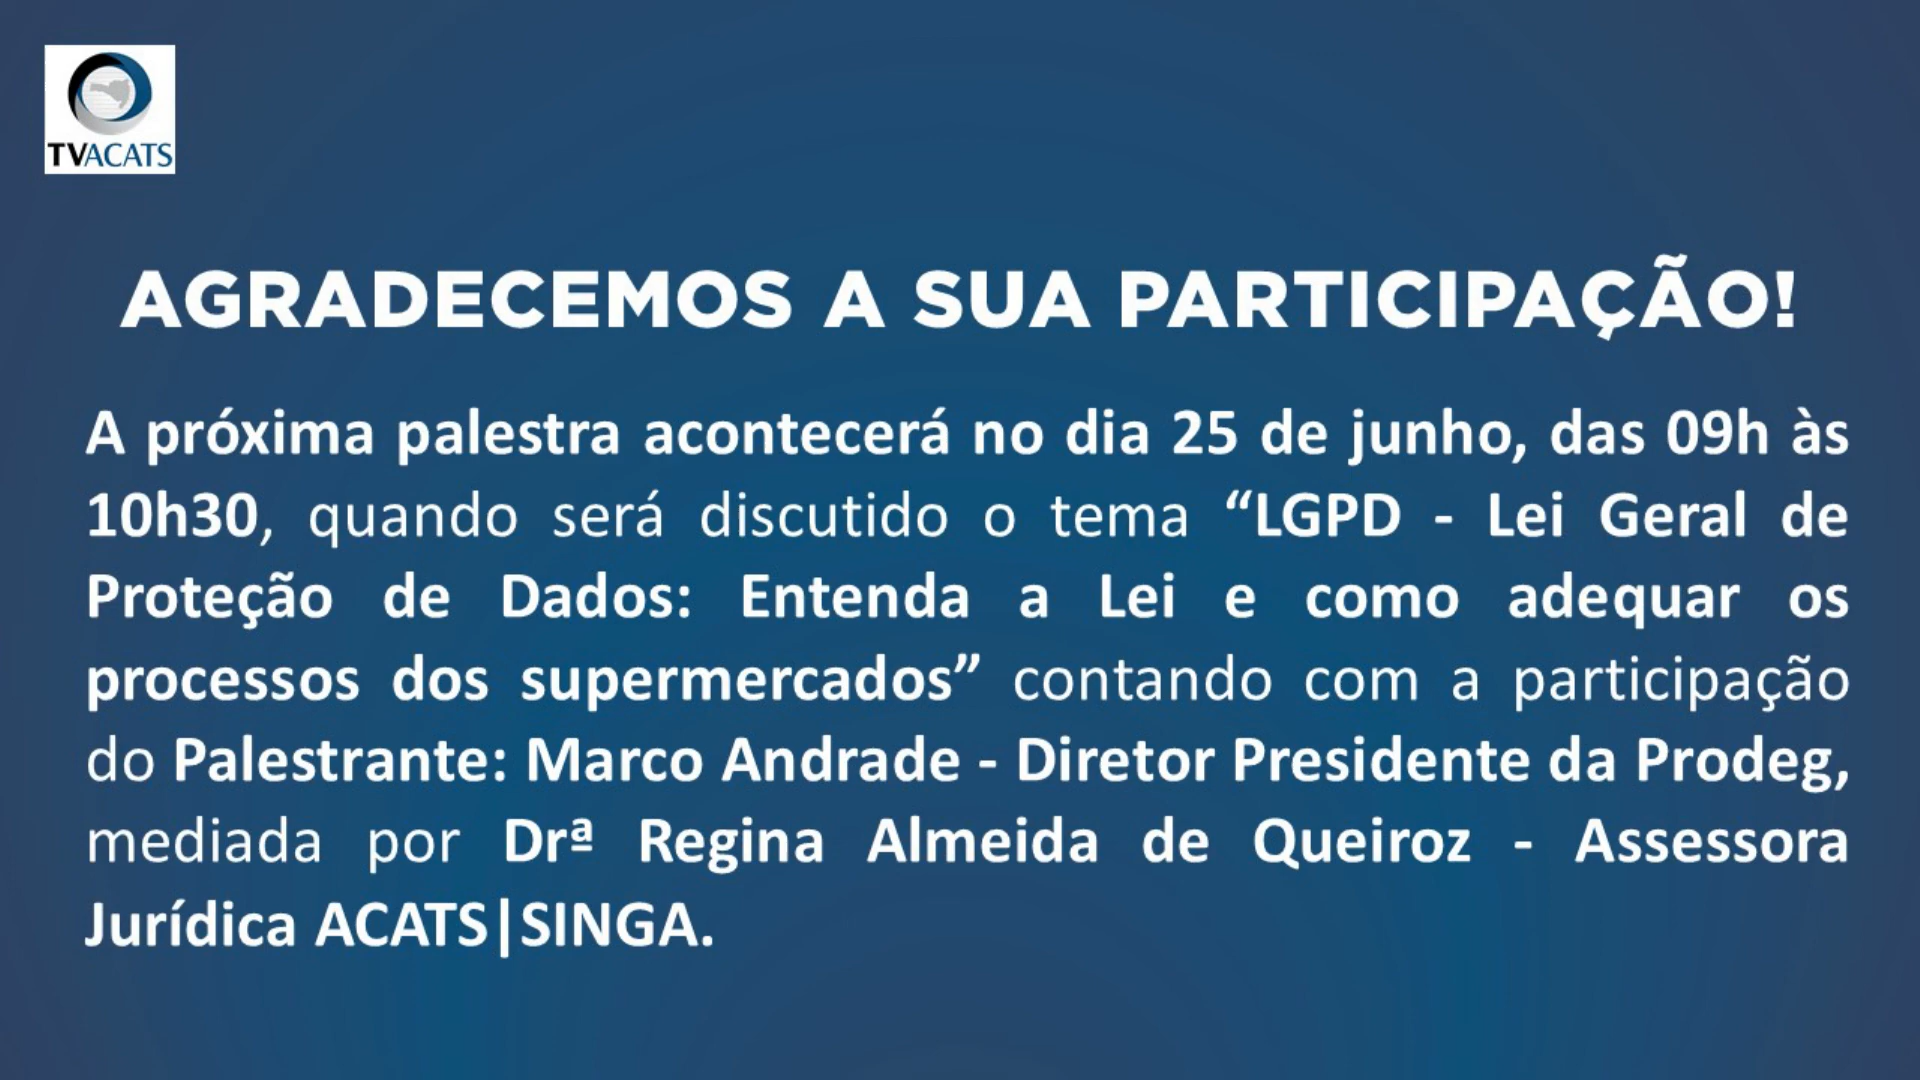 TVACATS
AGRADECEMOS A SUA PARTICIPAÇÃO!
A próxima palestra acontecerá no dia 25 de junho, das 09h às
10h30, quando será discutido o tema “LGPD - Lei Geral de
Proteção de Dados: Entenda a Lei e como adequar os
processos dos supermercados” contando com a participação
do Palestrante: Marco Andrade - Diretor Presidente da Prodeg,
mediada por Drª Regina Almeida de Queiroz - Assessora
Jurídica ACATS|SINGA.